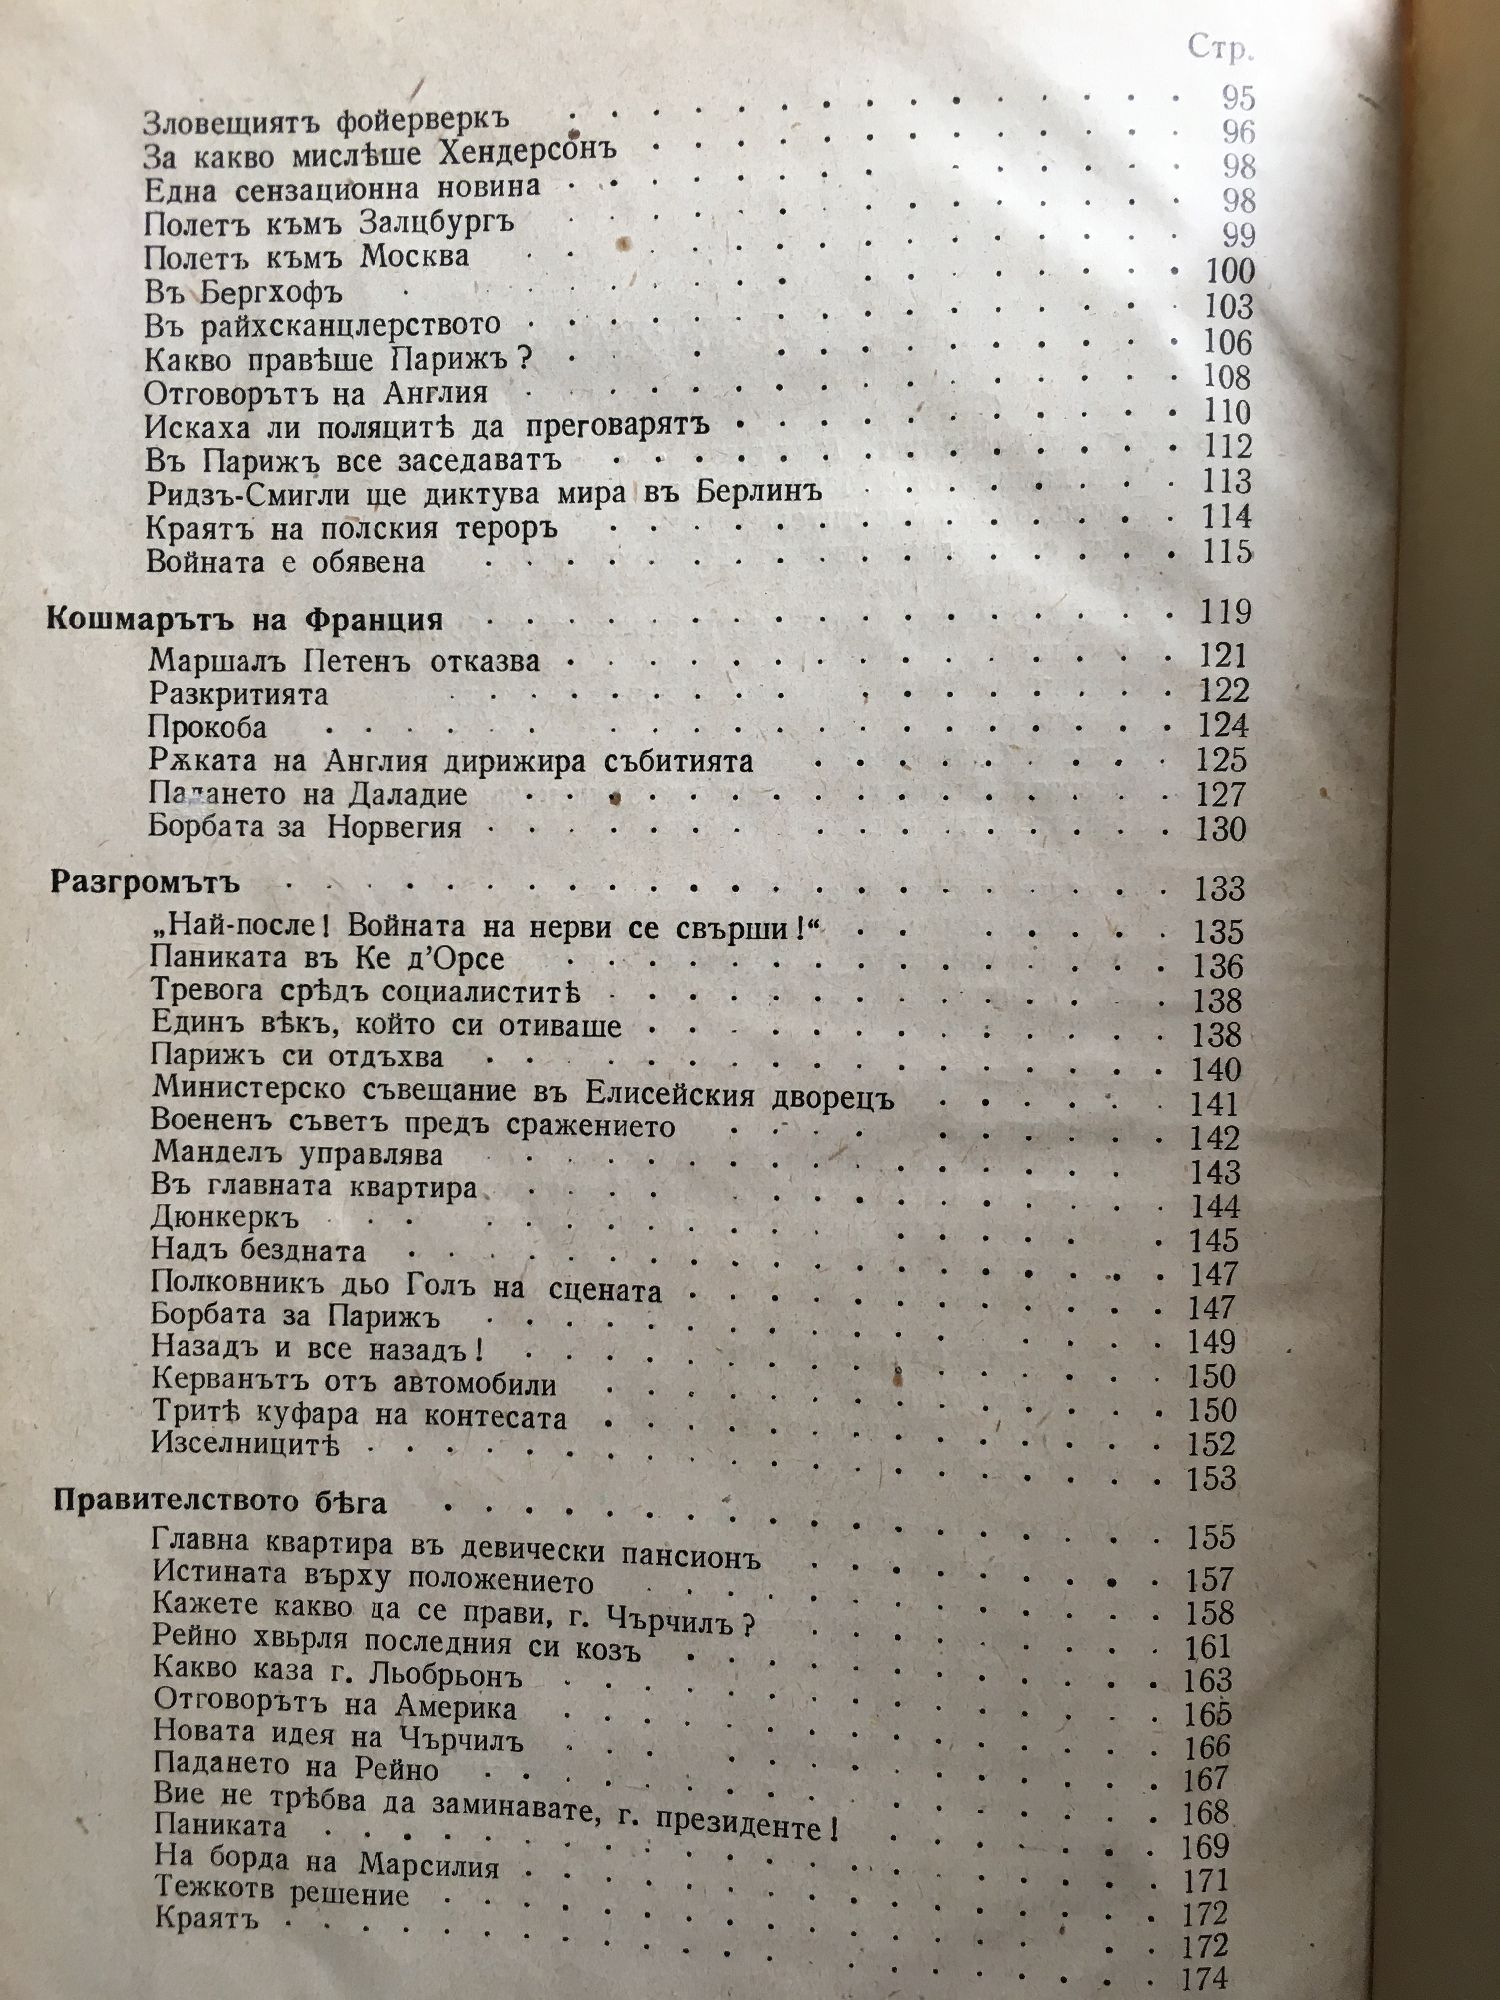 Стр.
Зловещиятъ фойерверкъ . . . . . . . . . . 95
За какво мислѣше Хендерсонъ . . . . . . . . . . 96
Една сензационна новина . . . . . . . . . . 98
Полетъ къмъ Залцбургъ . . . . . . . . . . 98
Полетъ къмъ Москва . . . . . . . . . . 99
Въ Бергхофъ . . . . . . . . . . 100
Въ райхсканцлерството . . . . . . . . . . 103
Какво правѣше Парижъ? . . . . . . . . . . 106
Отговорътъ на Англия . . . . . . . . . . 108
Искаха ли поляцитѣ да преговарятъ . . . . . . . . . . 110
Въ Парижъ все заседаватъ . . . . . . . . . . 112
Ридзъ-Смигли ще диктува мира въ Берлинъ . . . . . . . . 113
Краятъ на полския тероръ . . . . . . . . . . 114
Войната е обявена . . . . . . . . . . 115
Кошмарътъ на Франция . . . . . . . . . . 119
Маршалъ Петенъ отказва . . . . . . . . . . 121
Разкритията . . . . . . . . . . 122
Прокоба . . . . . . . . . . 124
Рѫката на Англия дирижира събитията . . . . . . . . 125
Падането на Даладие . . . . . . . . . . 127
Борбата за Норвегия . . . . . . . . . . 130
Разгромътъ . . . . . . . . . . 133
„Най-после! Войната на нерви се свърши!“ . . . . . . . 135
Паниката въ Ке д’Орсе . . . . . . . . . . 136
Тревога срѣдъ социалиститѣ . . . . . . . . . . 138
Единъ вѣкъ, който си отиваше . . . . . . . . . . 138
Парижъ си отдъхва . . . . . . . . . . 140
Министерско съвещание въ Елисейския дворецъ . . . . . . 141
Воененъ съветъ предъ сражението . . . . . . . . . . 142
Манделъ управлява . . . . . . . . . . 143
Въ главната квартира . . . . . . . . . . 144
Дюнкеркъ . . . . . . . . . . 145
Надъ бездната . . . . . . . . . . 147
Полковникъ дьо Голъ на сцената . . . . . . . . . . 147
Борбата за Парижъ . . . . . . . . . . 149
Назадъ и все назадъ! . . . . . . . . . . 150
Керванътъ отъ автомобили . . . . . . . . . . 150
Тритѣ куфара на контесата . . . . . . . . . . 152
Изселницитѣ . . . . . . . . . . 153
Правителството бѣга . . . . . . . . . . 155
Главна квартира въ девически пансионъ . . . . . . . . 157
Истината върху положението . . . . . . . . . . 158
Кажете какво да се прави, г. Чърчилъ? . . . . . . . . 161
Рейно хвърля последния си козъ . . . . . . . . . . 163
Какво каза г. Льобрьонъ . . . . . . . . . . 165
Отговорътъ на Америка . . . . . . . . . . 166
Новата идея на Чърчилъ . . . . . . . . . . 167
Падането на Рейно . . . . . . . . . . 168
Вие не трѣбва да заминавате, г. президенте! . . . . . . 169
Паниката . . . . . . . . . . 171
На борда на Марсилия . . . . . . . . . . 172
Тежкотв решение . . . . . . . . . . 172
Краятъ . . . . . . . . . . 174